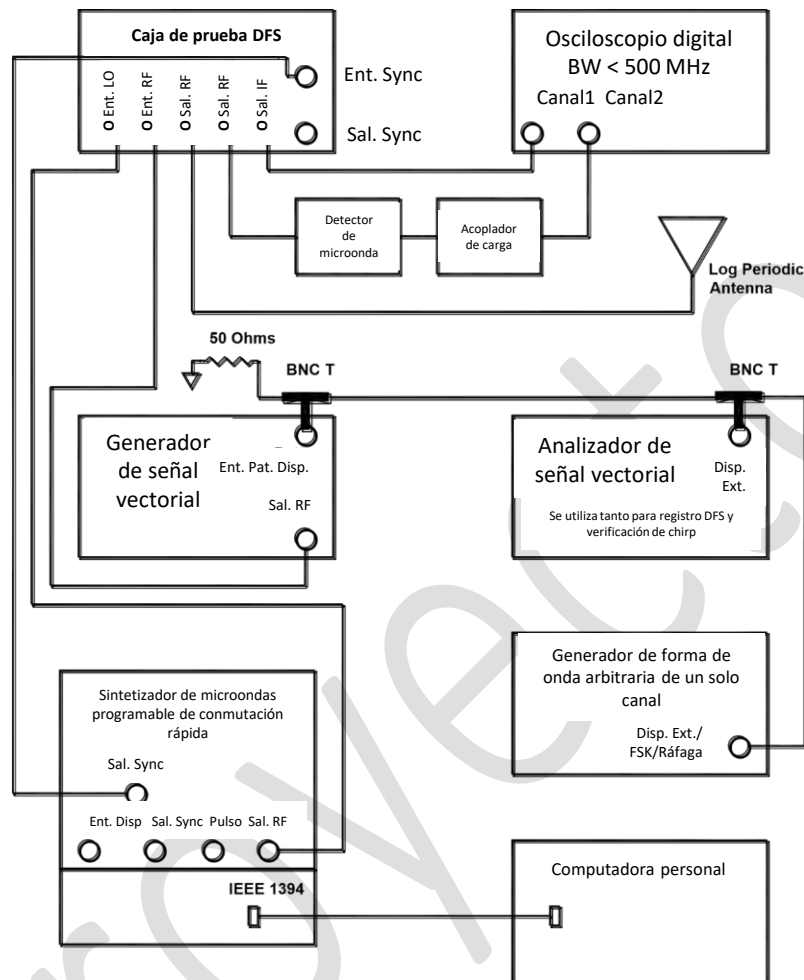 Caja de prueba DFS
Ent. Sync
Sal. Sync
O Ent. LO
O Ent. RF
O Sal. RF
O Sal. RF
O Sal. IF
Osciloscopio digital
BW < 500 MHz
Canal1 Canal2
Detector
de
microonda
Acoplador
de carga
Log Periodic
Antenna
50 Ohms
BNC T
BNC T
Generador
de señal
vectorial
Ent. Pat. Disp.
Sal. RF
Analizador de
señal vectorial
Disp.
Ext.
Se utiliza tanto para registro DFS y
verificación de chirp
Generador de forma de
onda arbitraria de un solo
canal
Disp. Ext./
FSK/Ráfaga
Sintetizador de microondas
programable de conmutación
rápida
Sal. Sync
Ent. Disp Sal. Sync Pulso Sal. RF
IEEE 1394
Computadora personal
royecto